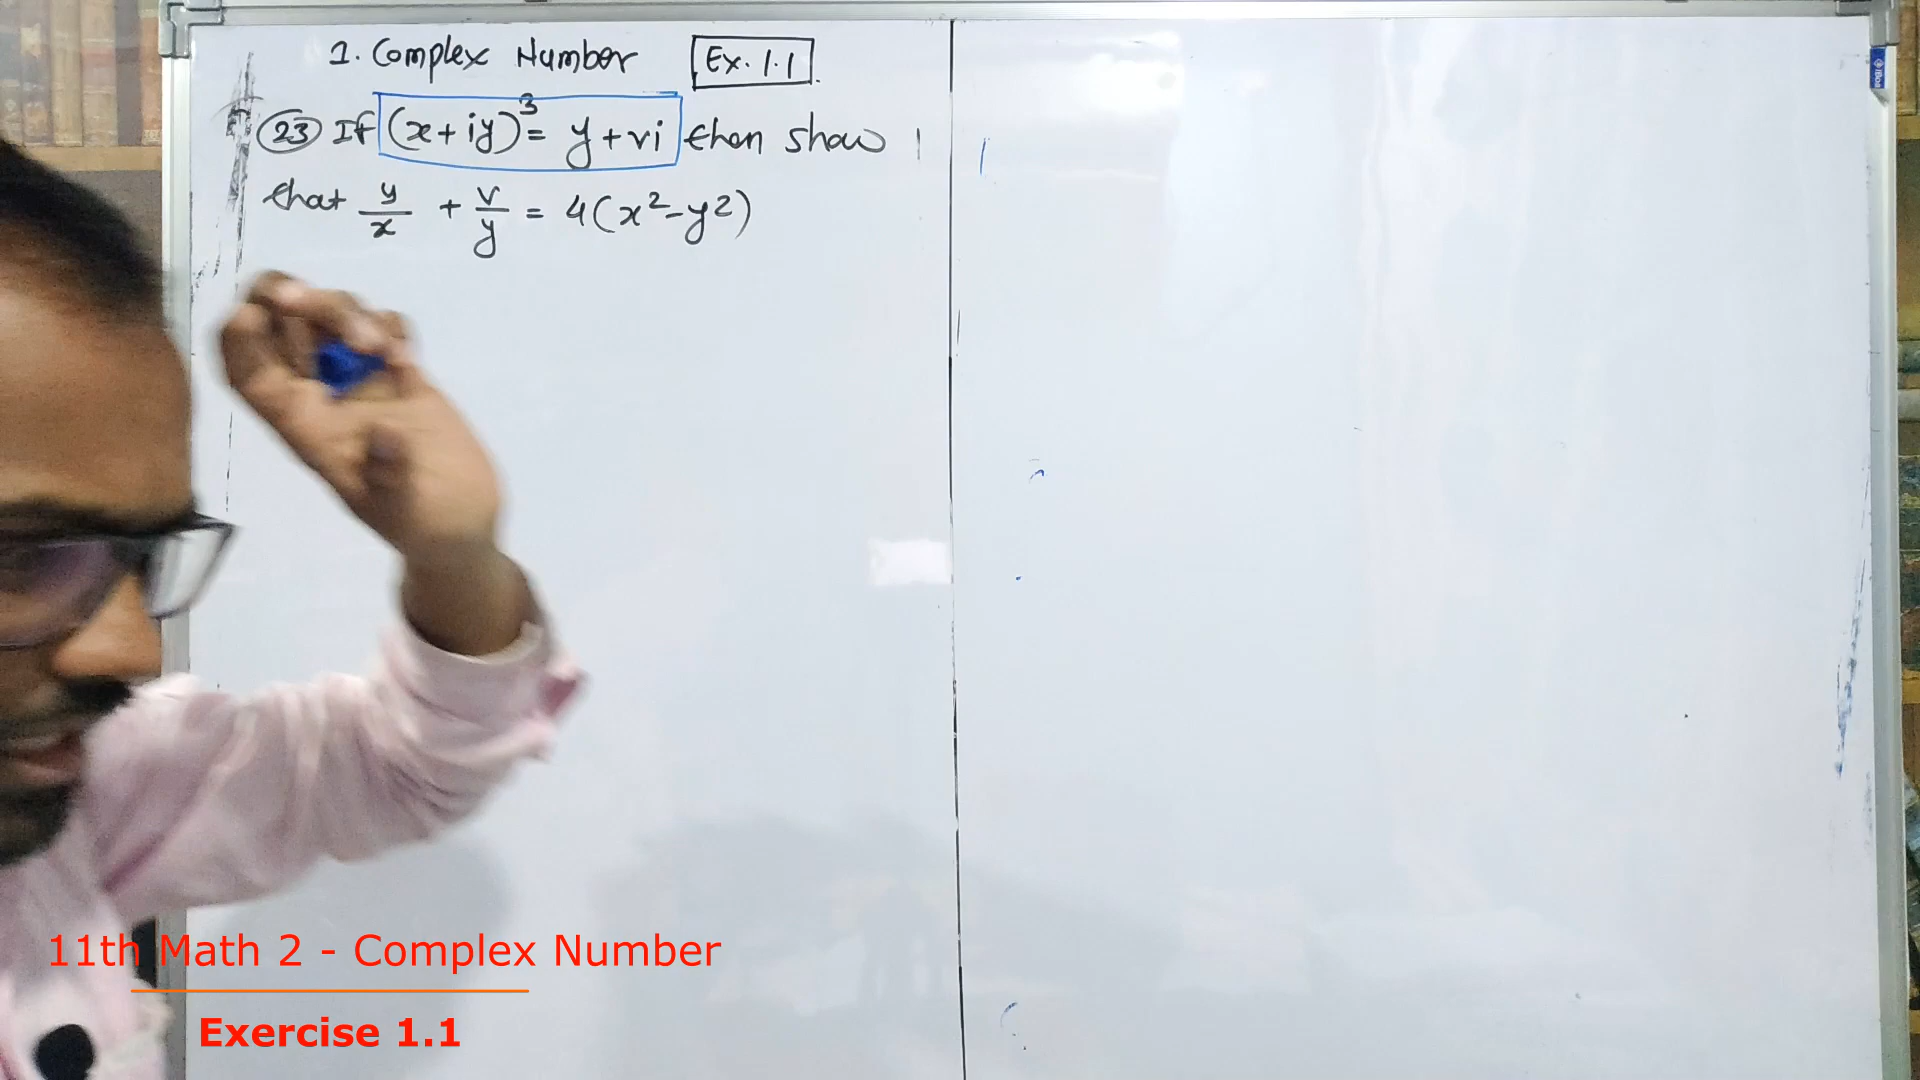 1. Complex Number Ex. 1.1
(23) If (x+iy)³ = y+vi then show
that y/x + v/y = 4(x²-y²)
11th Math 2 - Complex Number
Exercise 1.1